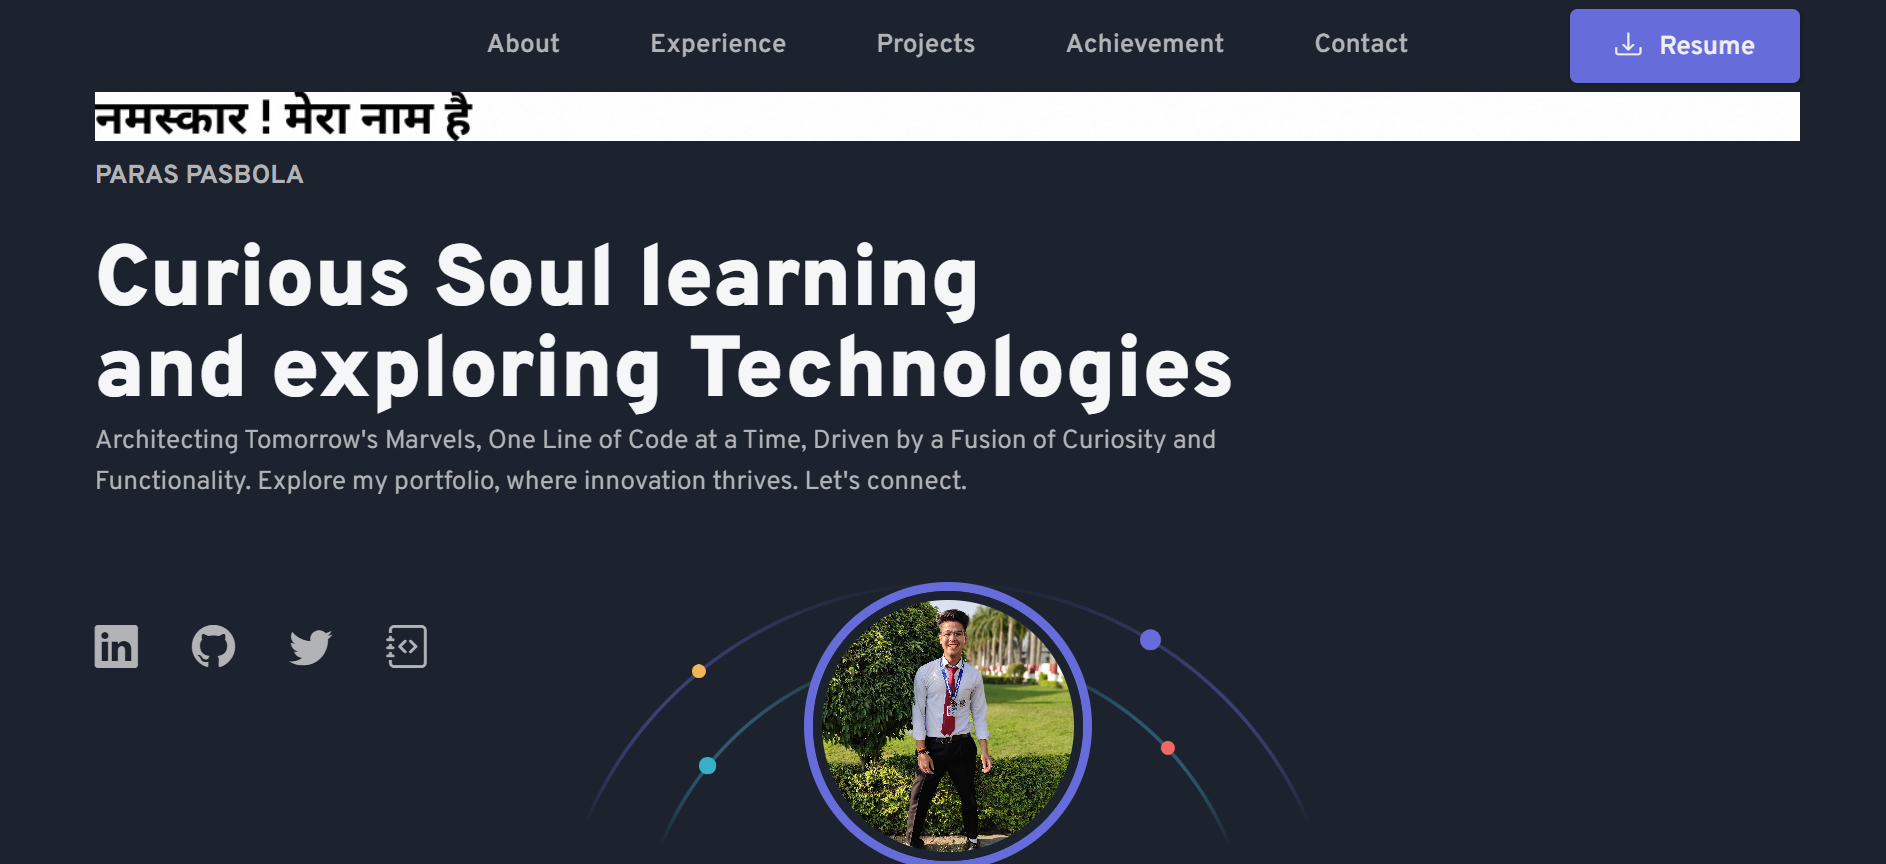 About Experience Projects Achievement Contact Resume
नमस्कार ! मेरा नाम है
PARAS PASBOLA
Curious Soul learning
and exploring Technologies
Architecting Tomorrow's Marvels, One Line of Code at a Time, Driven by a Fusion of Curiosity and
Functionality. Explore my portfolio, where innovation thrives. Let's connect.
in